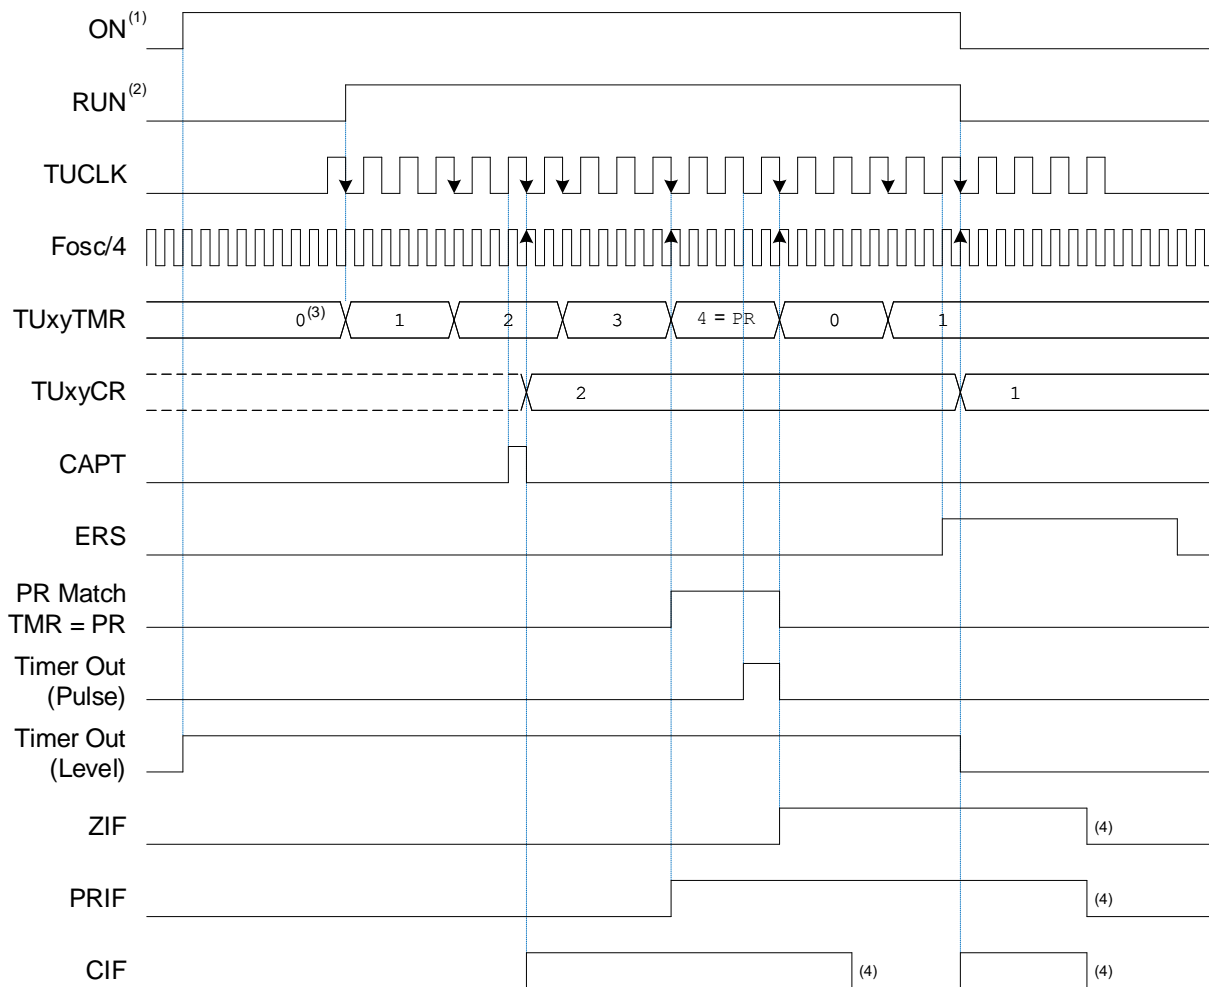 ON(1)
RUN(2)
TUCLK
Fosc/4
TUxyTMR 0(3) 1 2 3 4 = PR 0 1
TUxyCR 2 1
CAPT
ERS
PR Match
TMR = PR
Timer Out
(Pulse)
Timer Out
(Level)
ZIF (4)
PRIF (4)
CIF (4) (4)